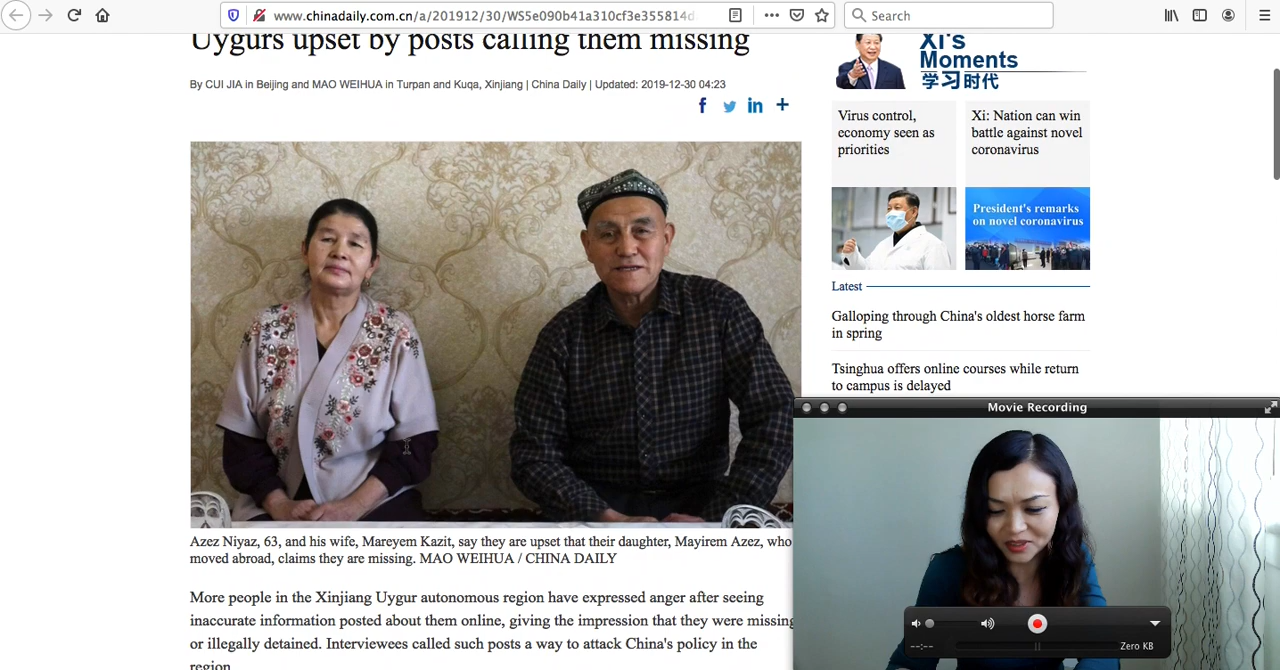 www.chinadaily.com.cn/a/201912/30/WS5e090b41a310cf3e355814d
Search
Uygurs upset by posts calling them missing
By CUI JIA in Beijing and MAO WEIHUA in Turpan and Kuqa, Xinjiang | China Daily | Updated: 2019-12-30 04:23
Azez Niyaz, 63, and his wife, Mareyem Kazit, say they are upset that their daughter, Mayirem Azez, who
moved abroad, claims they are missing. MAO WEIHUA / CHINA DAILY
More people in the Xinjiang Uygur autonomous region have expressed anger after seeing
inaccurate information posted about them online, giving the impression that they were missing
or illegally detained. Interviewees called such posts a way to attack China's policy in the
region.
Xi's
Moments
学习时代
Virus control,
economy seen as
priorities
Xi: Nation can win
battle against novel
coronavirus
President's remarks
on novel coronavirus
Latest
Galloping through China's oldest horse farm
in spring
Tsinghua offers online courses while return
to campus is delayed
Movie Recording
--:--
Zero KB